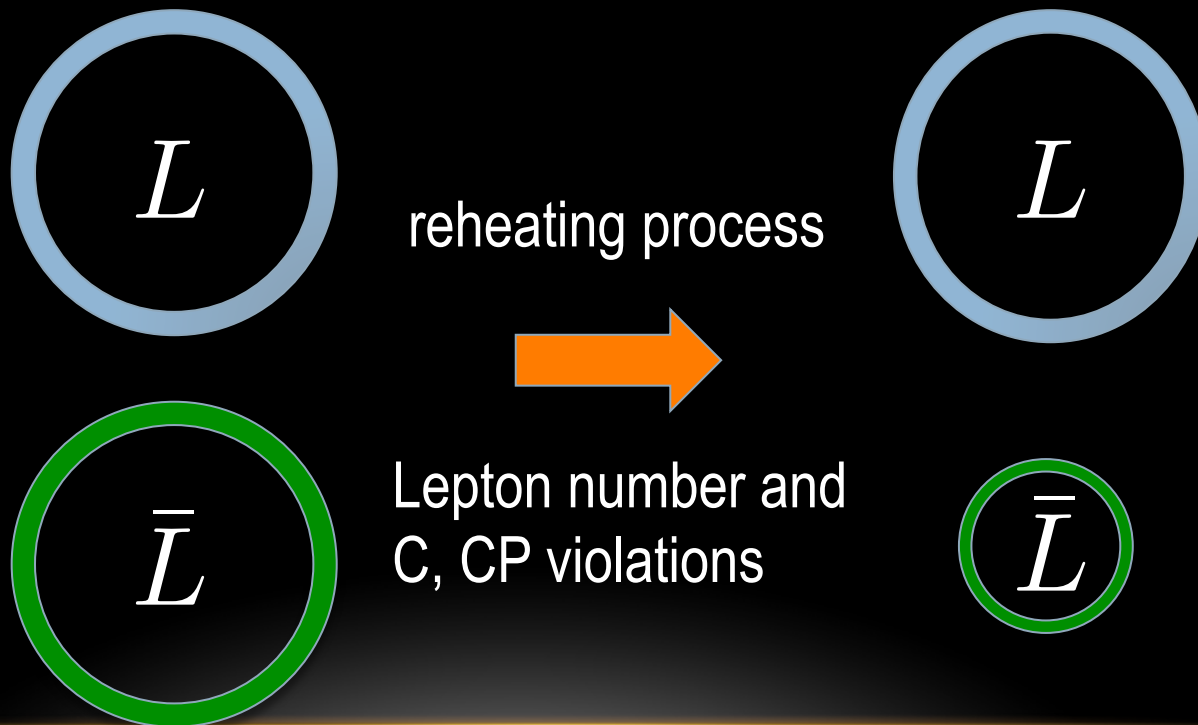 L
L
reheating process
Lepton number and
C, CP violations
L̄
L̄